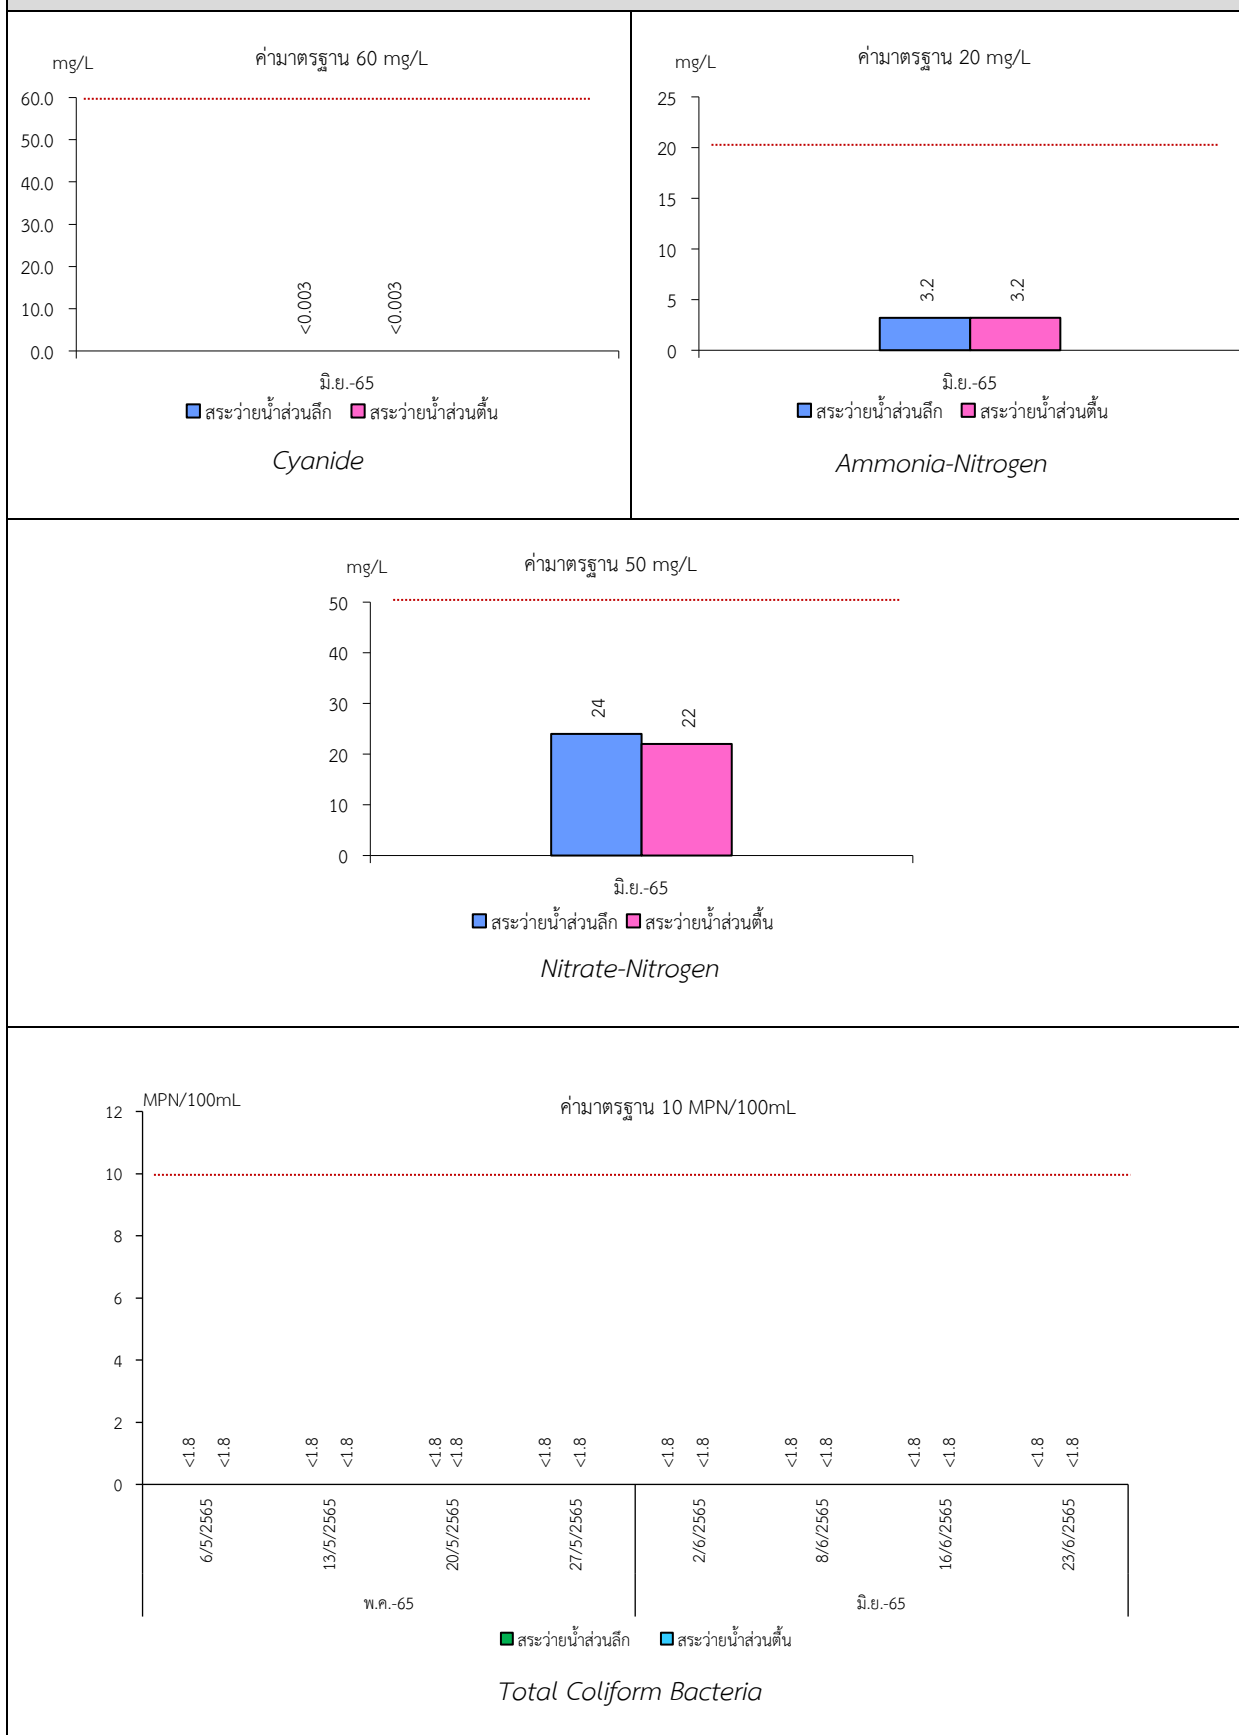 mg/L
ค่ามาตรฐาน 60 mg/L
60.0
50.0
40.0
30.0
20.0
10.0
0.0
<0.003
<0.003
มิ.ย.-65
สระว่ายน้ำส่วนลึก สระว่ายน้ำส่วนตื้น
Cyanide
mg/L
ค่ามาตรฐาน 20 mg/L
25
20
15
10
5
0
3.2
3.2
มิ.ย.-65
สระว่ายน้ำส่วนลึก สระว่ายน้ำส่วนตื้น
Ammonia-Nitrogen
mg/L
ค่ามาตรฐาน 50 mg/L
50
40
30
20
10
0
24
22
มิ.ย.-65
สระว่ายน้ำส่วนลึก สระว่ายน้ำส่วนตื้น
Nitrate-Nitrogen
MPN/100mL
ค่ามาตรฐาน 10 MPN/100mL
12
10
8
6
4
2
0
<1.8 <1.8 <1.8 <1.8 <1.8 <1.8 <1.8 <1.8 <1.8 <1.8 <1.8 <1.8 <1.8 <1.8 <1.8 <1.8
6/5/2565 13/5/2565 20/5/2565 27/5/2565 2/6/2565 8/6/2565 16/6/2565 23/6/2565
พ.ค.-65 มิ.ย.-65
สระว่ายน้ำส่วนลึก สระว่ายน้ำส่วนตื้น
Total Coliform Bacteria